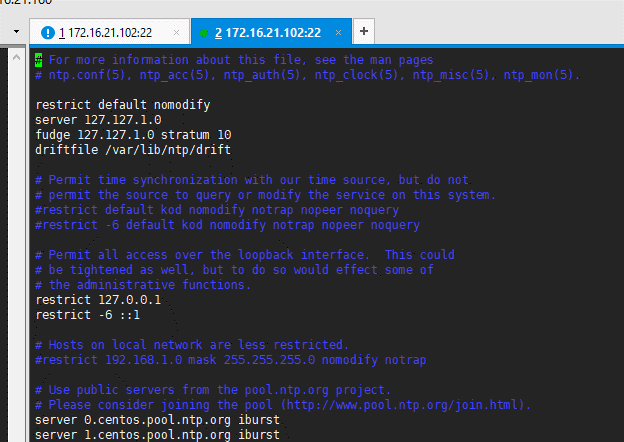 21.160
1 172.16.21.102:22 × 2 172.16.21.102:22 × +
# For more information about this file, see the man pages
# ntp.conf(5), ntp_acc(5), ntp_auth(5), ntp_clock(5), ntp_misc(5), ntp_mon(5).
restrict default nomodify
server 127.127.1.0
fudge 127.127.1.0 stratum 10
driftfile /var/lib/ntp/drift
# Permit time synchronization with our time source, but do not
# permit the source to query or modify the service on this system.
#restrict default kod nomodify notrap nopeer noquery
#restrict -6 default kod nomodify notrap nopeer noquery
# Permit all access over the loopback interface.  This could
# be tightened as well, but to do so would effect some of
# the administrative functions.
restrict 127.0.0.1
restrict -6 ::1
# Hosts on local network are less restricted.
#restrict 192.168.1.0 mask 255.255.255.0 nomodify notrap
# Use public servers from the pool.ntp.org project.
# Please consider joining the pool (http://www.pool.ntp.org/join.html).
server 0.centos.pool.ntp.org iburst
server 1.centos.pool.ntp.org iburst